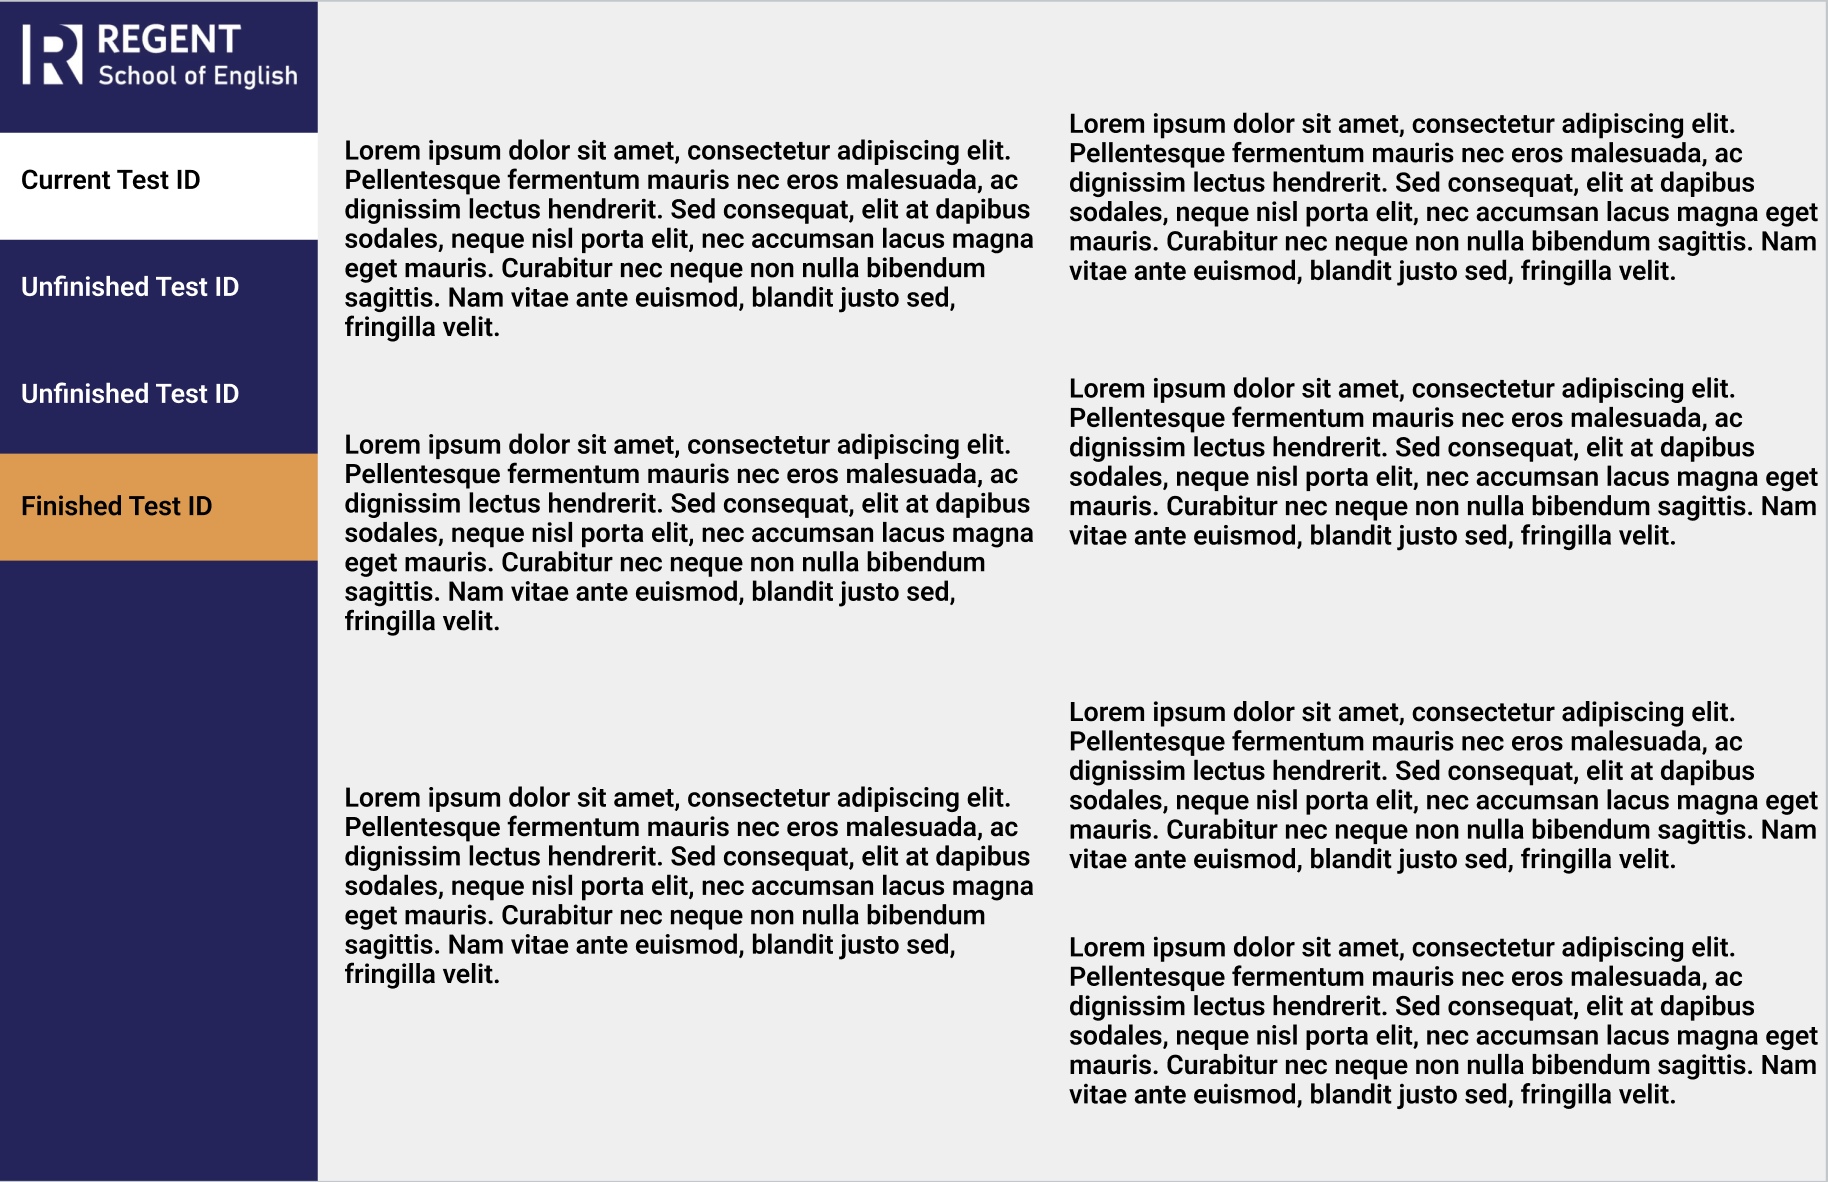 REGENT
School of English
Current Test ID
Unfinished Test ID
Unfinished Test ID
Finished Test ID
Lorem ipsum dolor sit amet, consectetur adipiscing elit.
Pellentesque fermentum mauris nec eros malesuada, ac
dignissim lectus hendrerit. Sed consequat, elit at dapibus
sodales, neque nisl porta elit, nec accumsan lacus magna
eget mauris. Curabitur nec neque non nulla bibendum
sagittis. Nam vitae ante euismod, blandit justo sed,
fringilla velit.
Lorem ipsum dolor sit amet, consectetur adipiscing elit.
Pellentesque fermentum mauris nec eros malesuada, ac
dignissim lectus hendrerit. Sed consequat, elit at dapibus
sodales, neque nisl porta elit, nec accumsan lacus magna
eget mauris. Curabitur nec neque non nulla bibendum
sagittis. Nam vitae ante euismod, blandit justo sed,
fringilla velit.
Lorem ipsum dolor sit amet, consectetur adipiscing elit.
Pellentesque fermentum mauris nec eros malesuada, ac
dignissim lectus hendrerit. Sed consequat, elit at dapibus
sodales, neque nisl porta elit, nec accumsan lacus magna
eget mauris. Curabitur nec neque non nulla bibendum
sagittis. Nam vitae ante euismod, blandit justo sed,
fringilla velit.
Lorem ipsum dolor sit amet, consectetur adipiscing elit.
Pellentesque fermentum mauris nec eros malesuada, ac
dignissim lectus hendrerit. Sed consequat, elit at dapibus
sodales, neque nisl porta elit, nec accumsan lacus magna eget
mauris. Curabitur nec neque non nulla bibendum sagittis. Nam
vitae ante euismod, blandit justo sed, fringilla velit.
Lorem ipsum dolor sit amet, consectetur adipiscing elit.
Pellentesque fermentum mauris nec eros malesuada, ac
dignissim lectus hendrerit. Sed consequat, elit at dapibus
sodales, neque nisl porta elit, nec accumsan lacus magna eget
mauris. Curabitur nec neque non nulla bibendum sagittis. Nam
vitae ante euismod, blandit justo sed, fringilla velit.
Lorem ipsum dolor sit amet, consectetur adipiscing elit.
Pellentesque fermentum mauris nec eros malesuada, ac
dignissim lectus hendrerit. Sed consequat, elit at dapibus
sodales, neque nisl porta elit, nec accumsan lacus magna eget
mauris. Curabitur nec neque non nulla bibendum sagittis. Nam
vitae ante euismod, blandit justo sed, fringilla velit.
Lorem ipsum dolor sit amet, consectetur adipiscing elit.
Pellentesque fermentum mauris nec eros malesuada, ac
dignissim lectus hendrerit. Sed consequat, elit at dapibus
sodales, neque nisl porta elit, nec accumsan lacus magna eget
mauris. Curabitur nec neque non nulla bibendum sagittis. Nam
vitae ante euismod, blandit justo sed, fringilla velit.